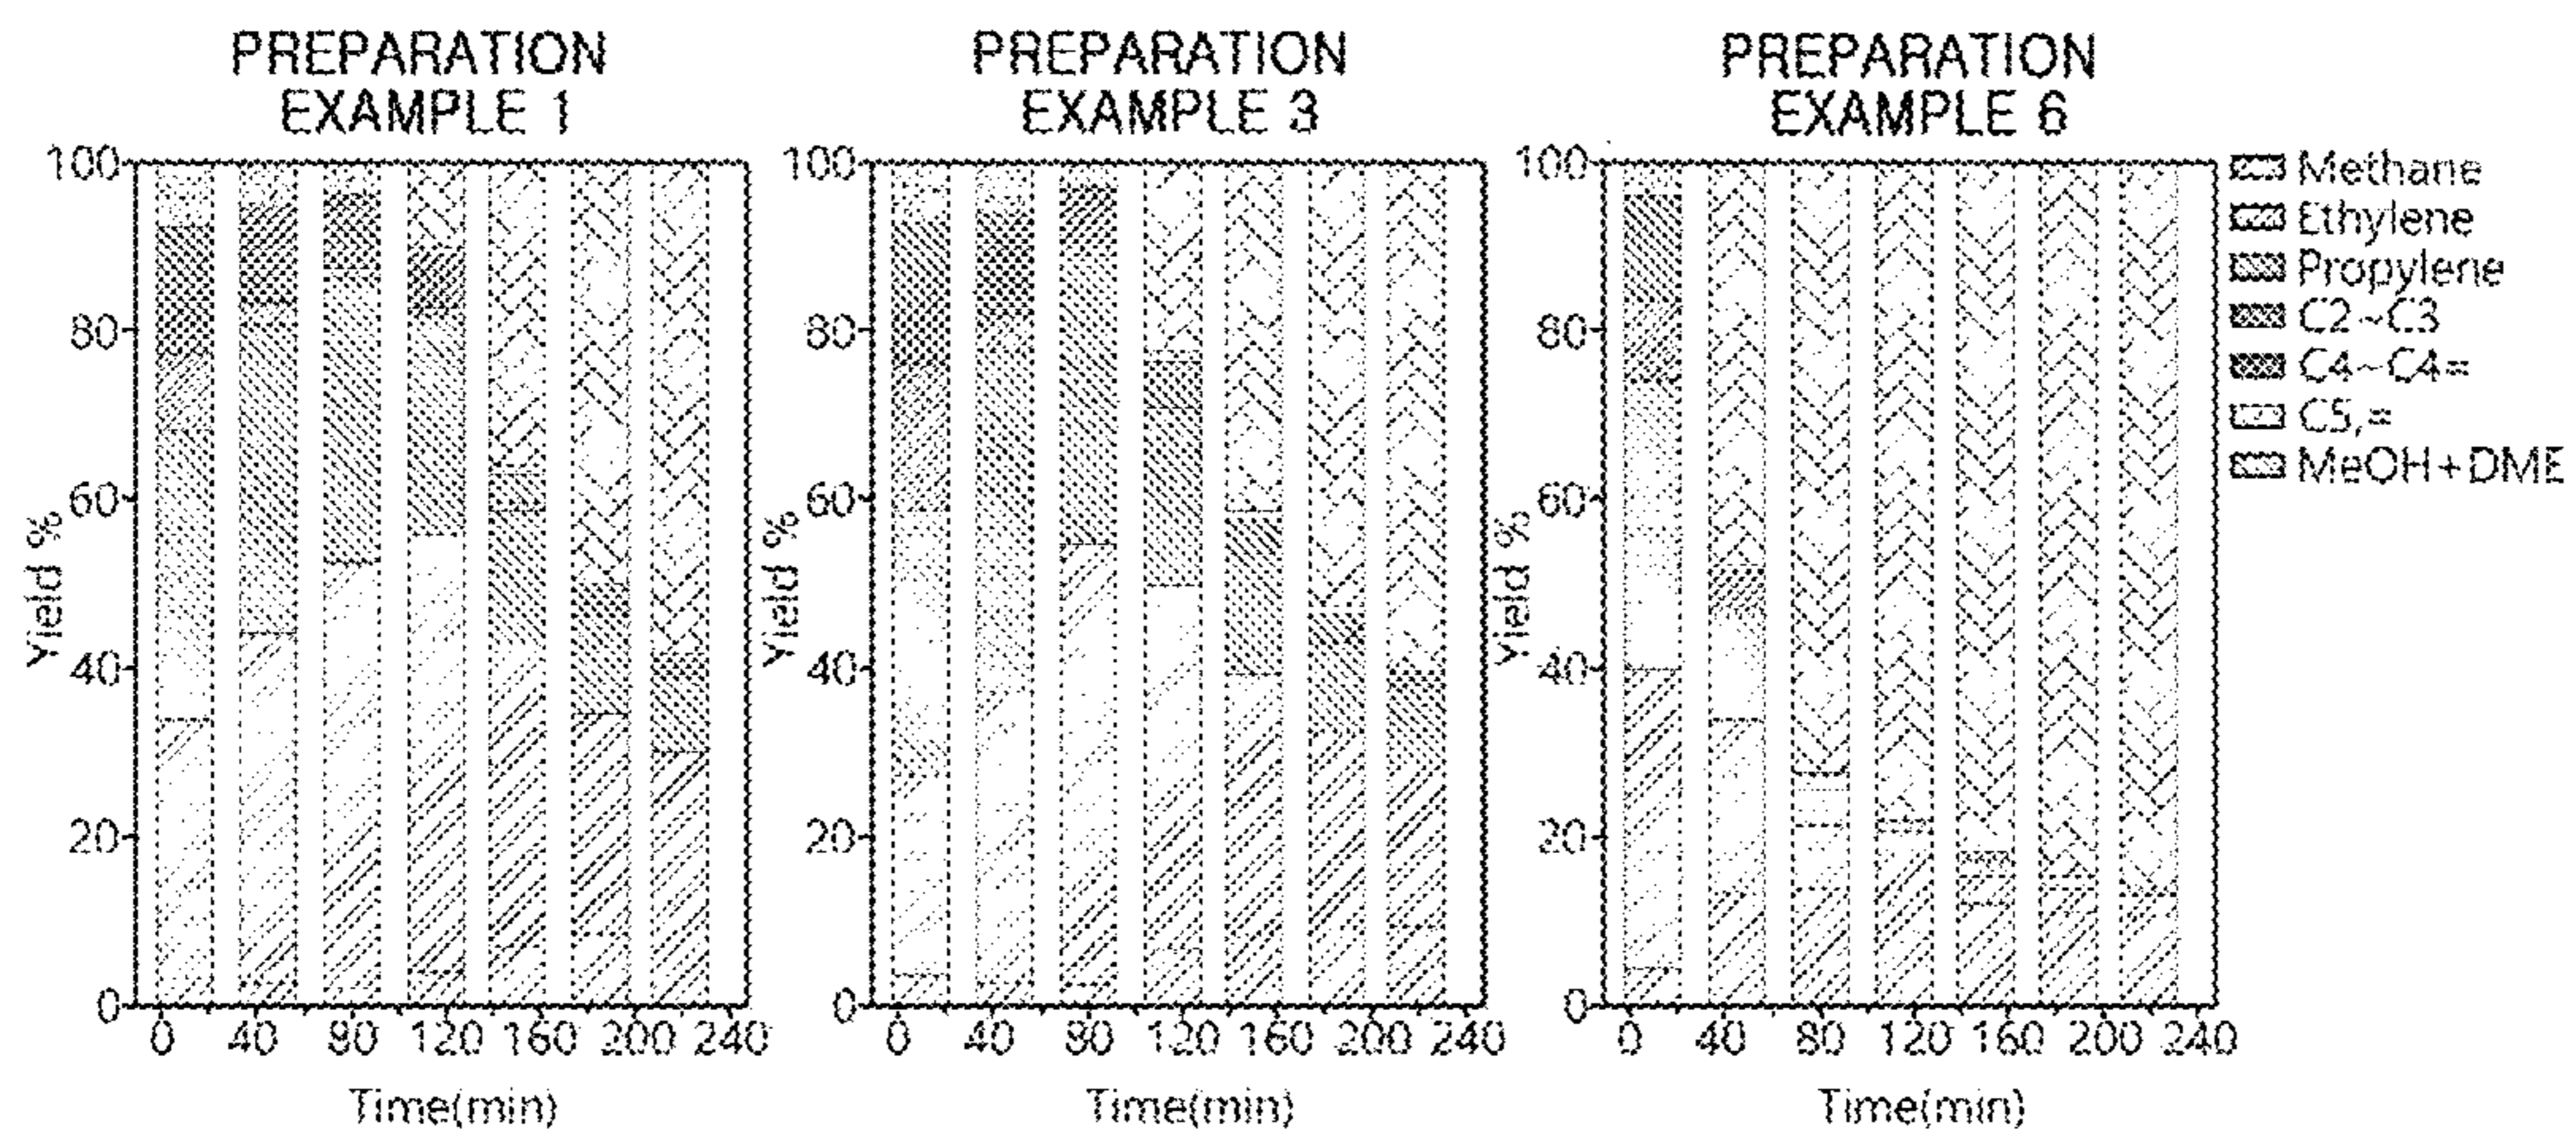 PREPARATION
EXAMPLE 1
100
80
60
40
20
0
Yield %
0 40 80 120 160 200 240
Time(min)
PREPARATION
EXAMPLE 3
100
80
60
40
20
0
Yield %
0 40 80 120 160 200 240
Time(min)
PREPARATION
EXAMPLE 6
100
80
60
40
20
0
Yield %
0 40 80 120 160 200 240
Time(min)
Methane
Ethylene
Propylene
C2~C3
C4~C4=
C5,=
MeOH+DME